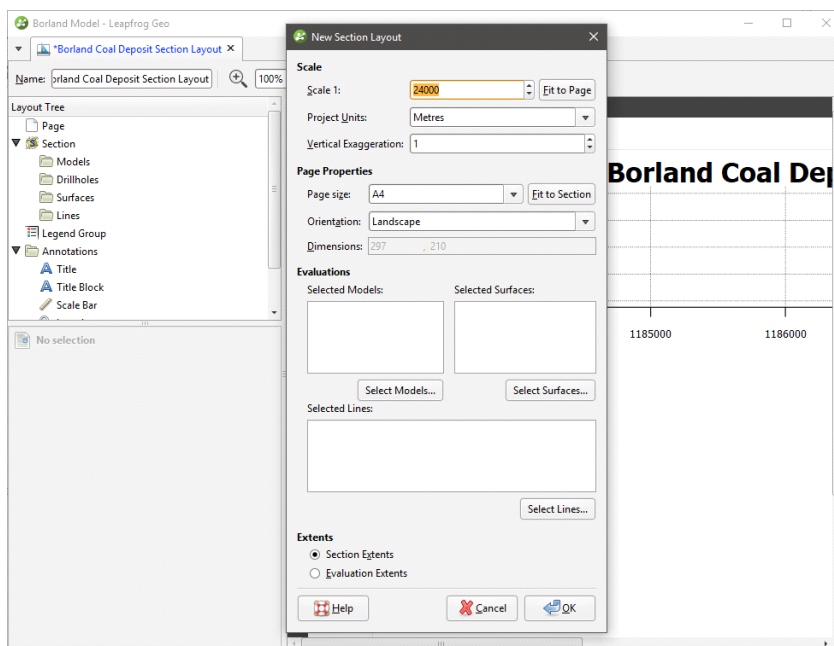 Borland Model - Leapfrog Geo
*Borland Coal Deposit Section Layout
Name: orland Coal Deposit Section Layout 100%
Layout Tree
Page
Section
Models
Drillholes
Surfaces
Lines
Legend Group
Annotations
Title
Title Block
Scale Bar
No selection
New Section Layout
Scale
Scale 1: 24000 Fit to Page
Project Units: Metres
Vertical Exaggeration: 1
Page Properties
Page size: A4 Fit to Section
Orientation: Landscape
Dimensions: 297 , 210
Evaluations
Selected Models: Selected Surfaces:
Select Models... Select Surfaces...
Selected Lines:
Select Lines...
Extents
Section Extents
Evaluation Extents
Help Cancel OK
Borland Coal Dep
1185000 1186000